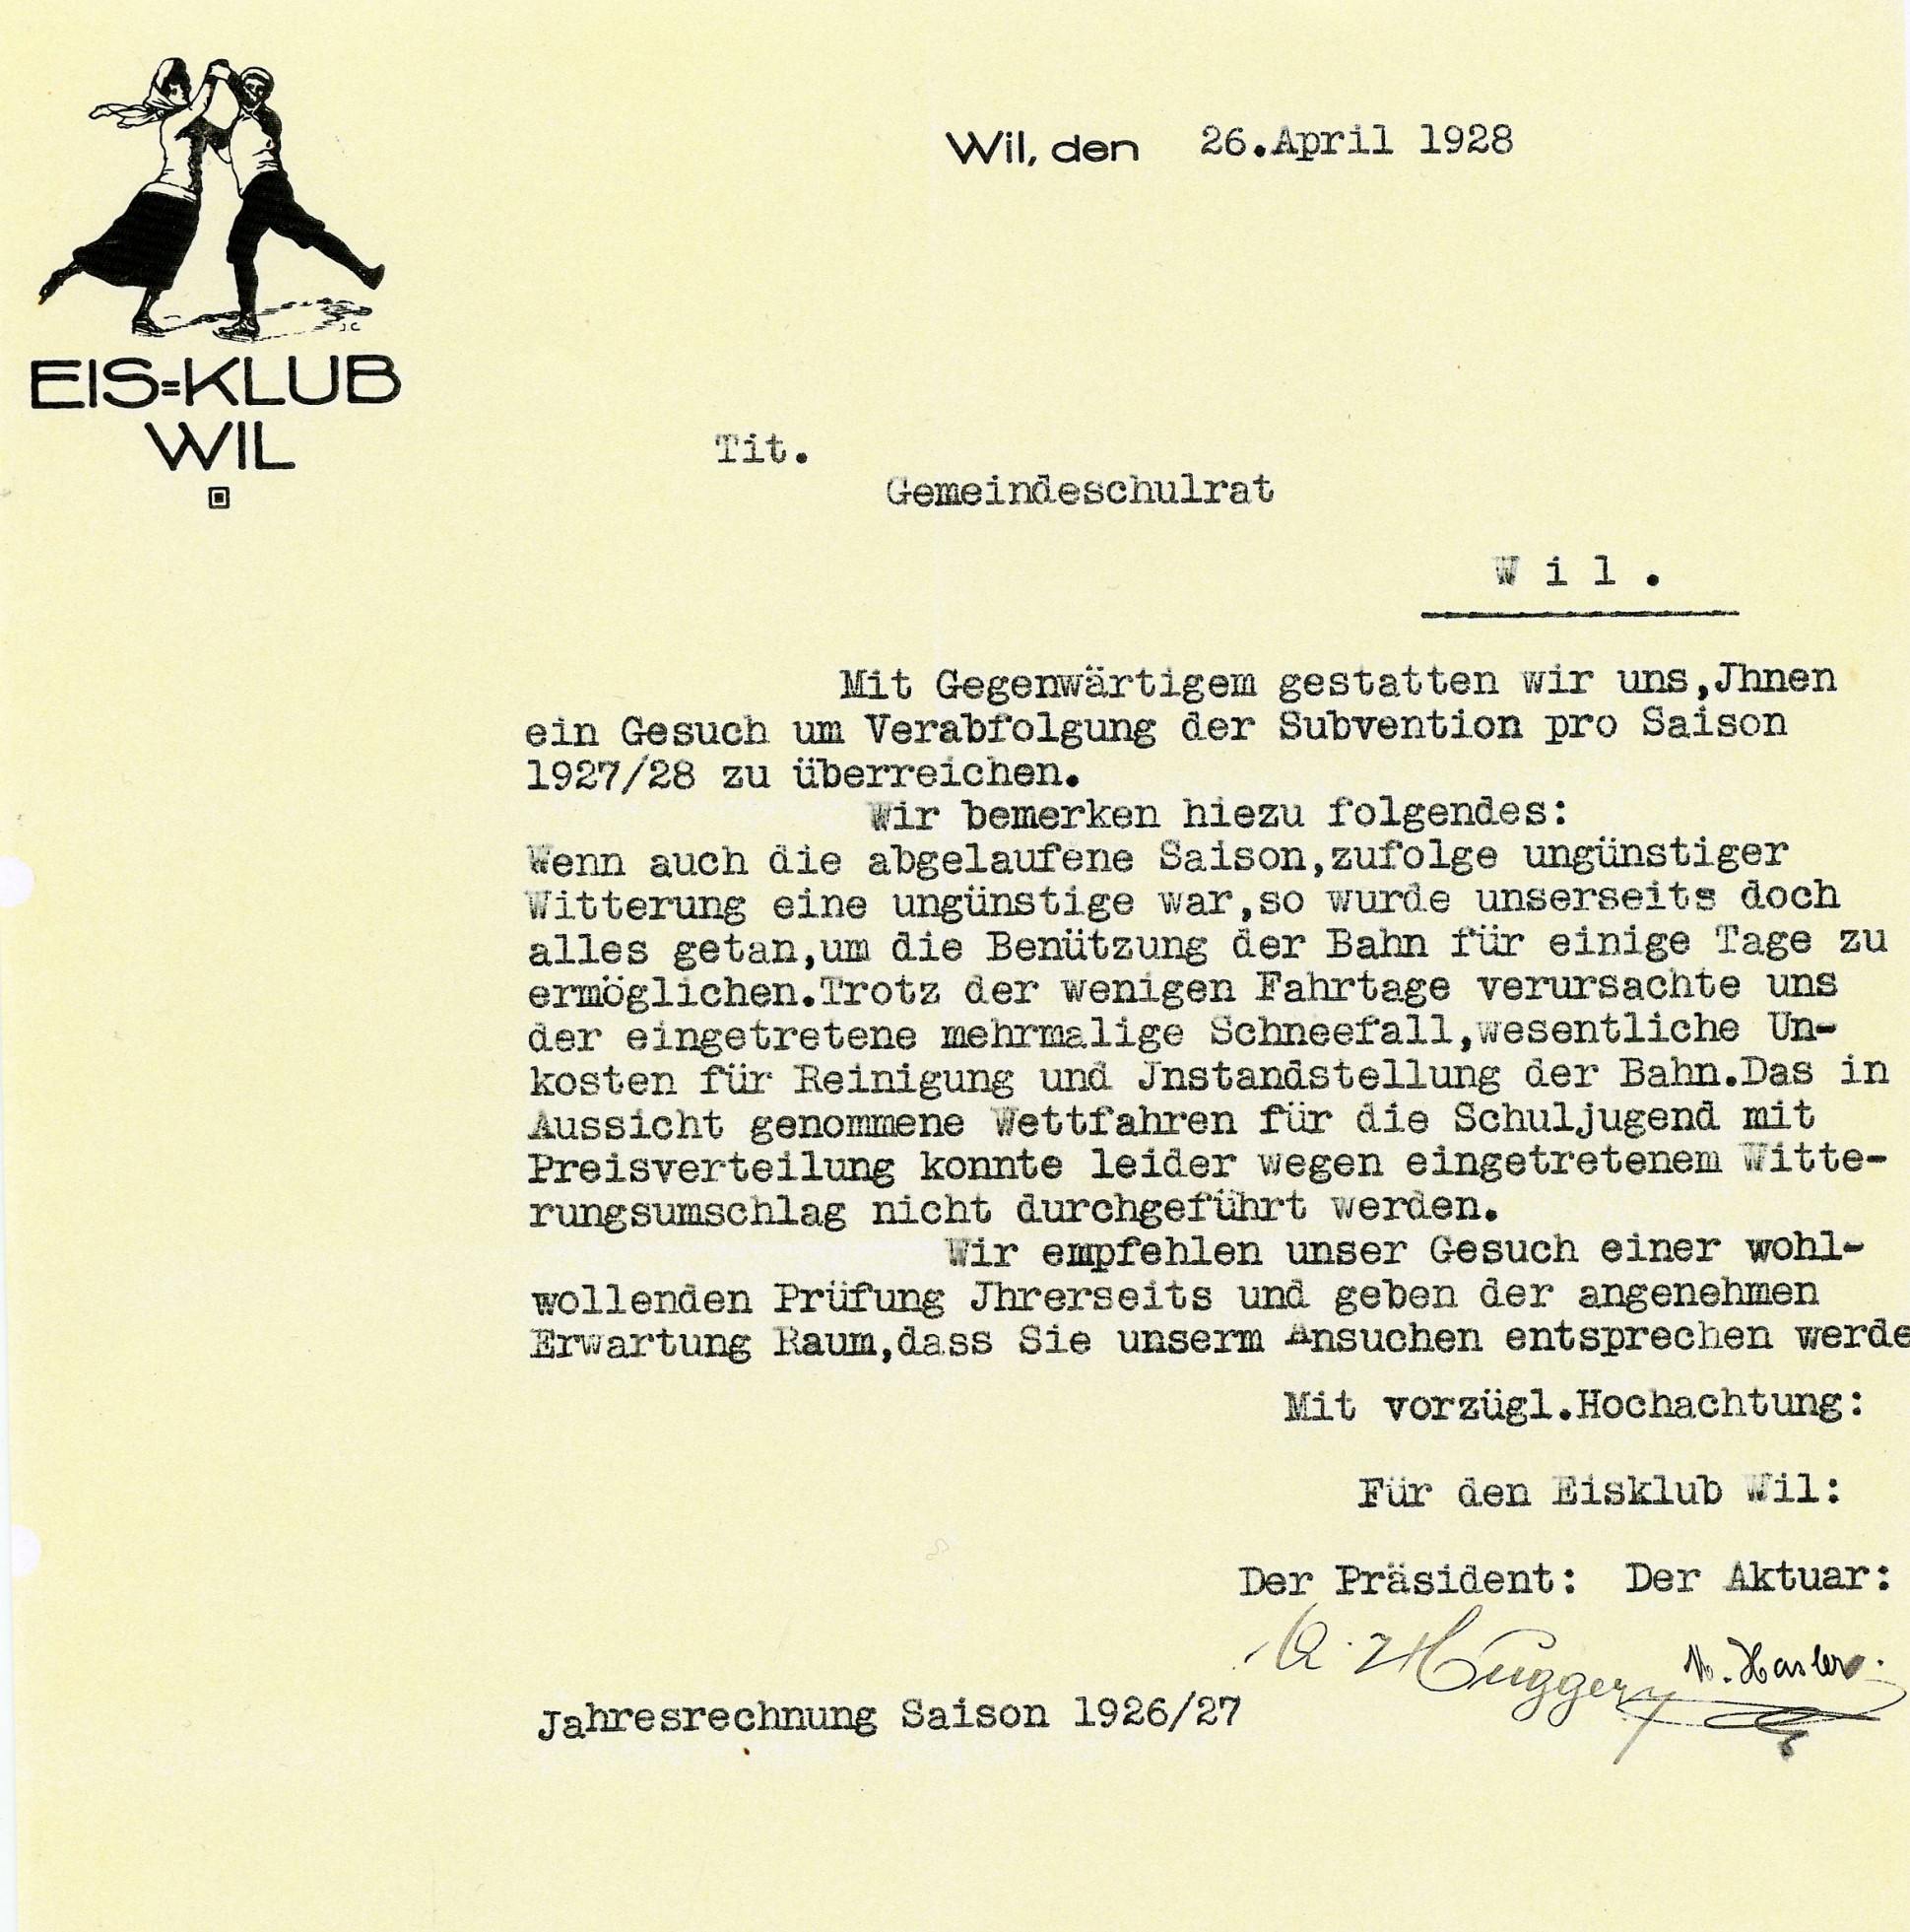 Wil, den 26.April 1928
J.C
EIS=KLUB
WIL
Tit.
Gemeindeschulrat
W i l .
Mit Gegenwärtigem gestatten wir uns,Jhnen
ein Gesuch um Verabfolgung der Subvention pro Saison
1927/28 zu überreichen.
Wir bemerken hiezu folgendes:
Wenn auch die abgelaufene Saison,zufolge ungünstiger
Witterung eine ungünstige war,so wurde unserseits doch
alles getan,um die Benützung der Bahn für einige Tage zu
ermöglichen.Trotz der wenigen Fahrtage verursachte uns
der eingetretene mehrmalige Schneefall,wesentliche Un-
kosten für Reinigung und Jnstandstellung der Bahn.Das in
Aussicht genommene Wettfahren für die Schuljugend mit
Preisverteilung konnte leider wegen eingetretenem Witte-
rungsumschlag nicht durchgeführt werden.
Wir empfehlen unser Gesuch einer wohl-
wollenden Prüfung Jhrerseits und geben der angenehmen
Erwartung Raum,dass Sie unserm Ansuchen entsprechen werde
Mit vorzügl.Hochachtung:
Für den Eisklub Wil:
Der Präsident: Der Aktuar:
Hugger Hasler.
Jahresrechnung Saison 1926/27